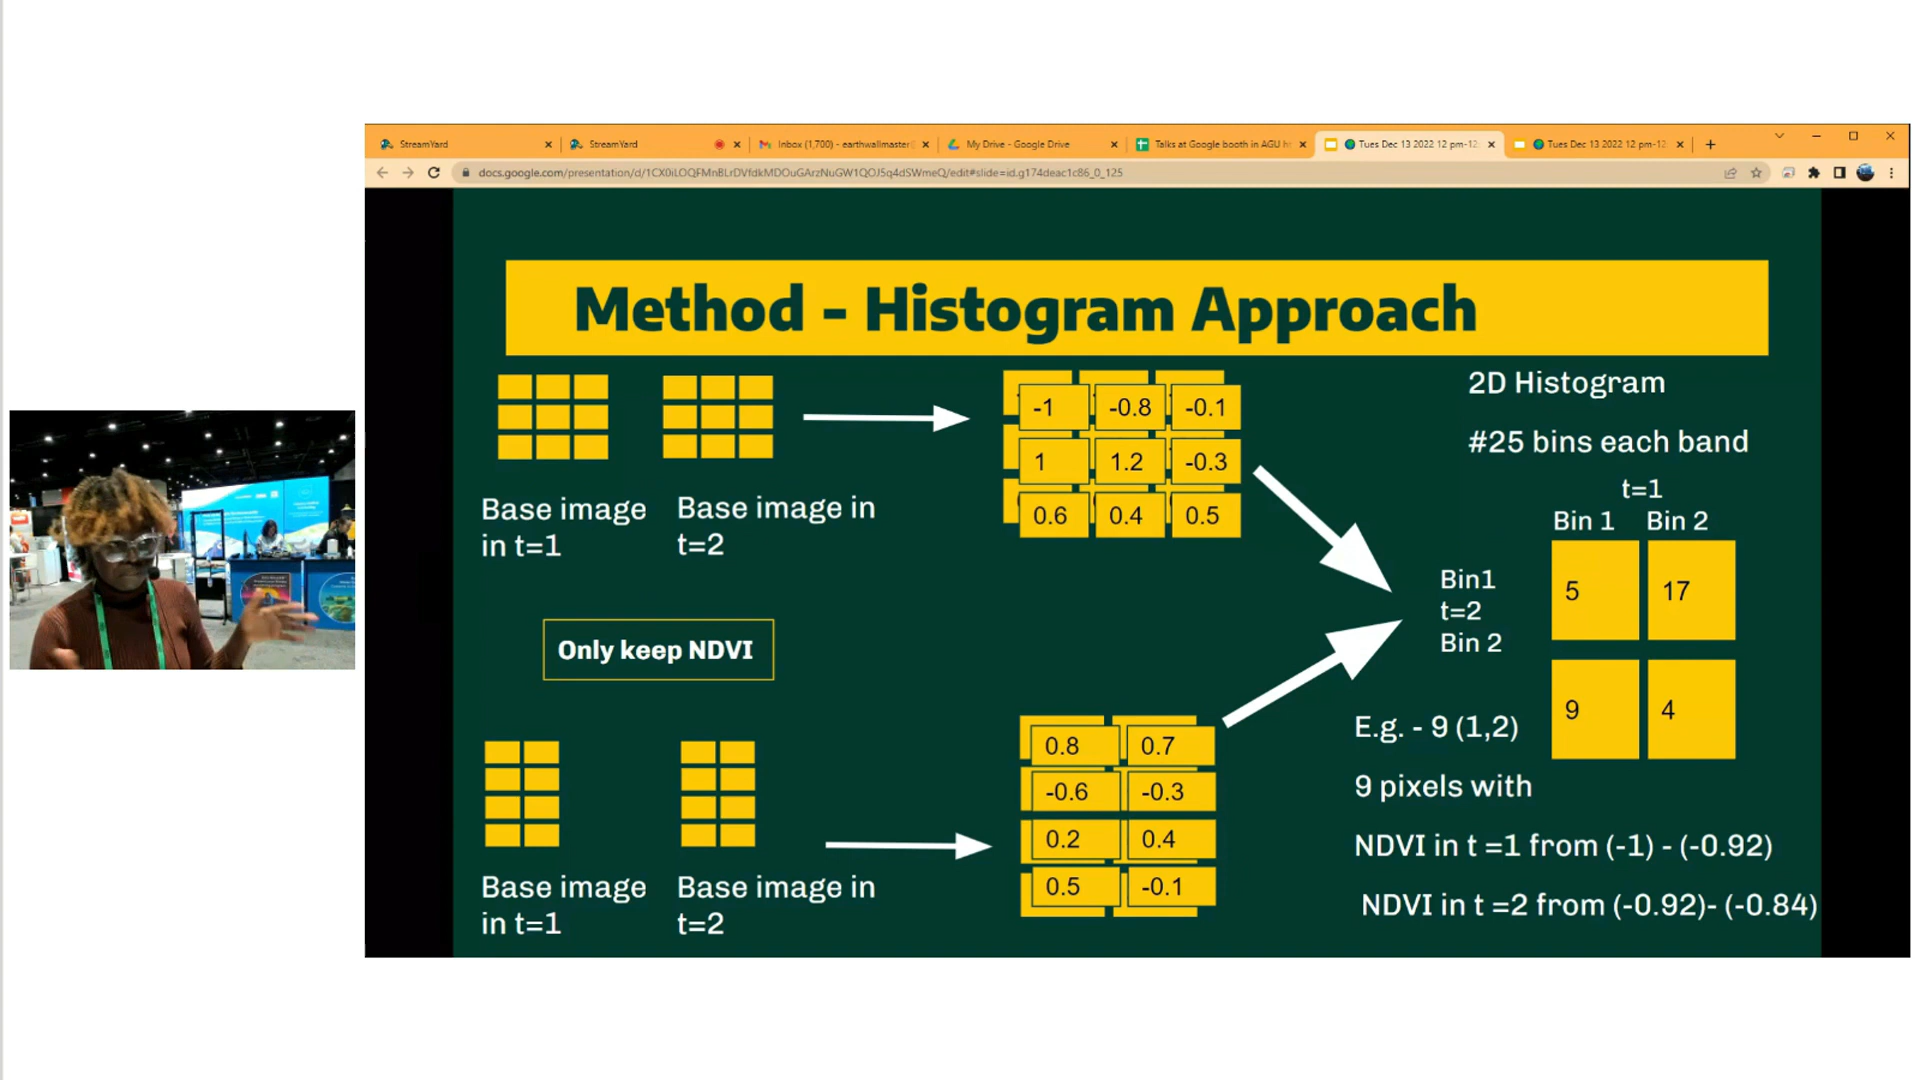 StreamYard
StreamYard
Inbox (1,700) - earthwallmaster
My Drive - Google Drive
Talks at Google booth in AGU h
Tues Dec 13 2022 12 pm-12:
Tues Dec 13 2022 12 pm-12:
docs.google.com/presentation/d/1CX0iLOQFMnBLrDVfdkMDOuGArzNuGW1QOJ5q4dSWmeQ/edit#slide=id.g174deac1c86_0_125
Method - Histogram Approach
Base image
in t=1
Base image in
t=2
-1 -0.8 -0.1
1 1.2 -0.3
0.6 0.4 0.5
2D Histogram
#25 bins each band
t=1
Bin 1 Bin 2
Bin1
t=2
Bin 2
5 17
9 4
Only keep NDVI
Base image
in t=1
Base image in
t=2
0.8 0.7
-0.6 -0.3
0.2 0.4
0.5 -0.1
E.g. - 9 (1,2)
9 pixels with
NDVI in t =1 from (-1) - (-0.92)
NDVI in t =2 from (-0.92)- (-0.84)